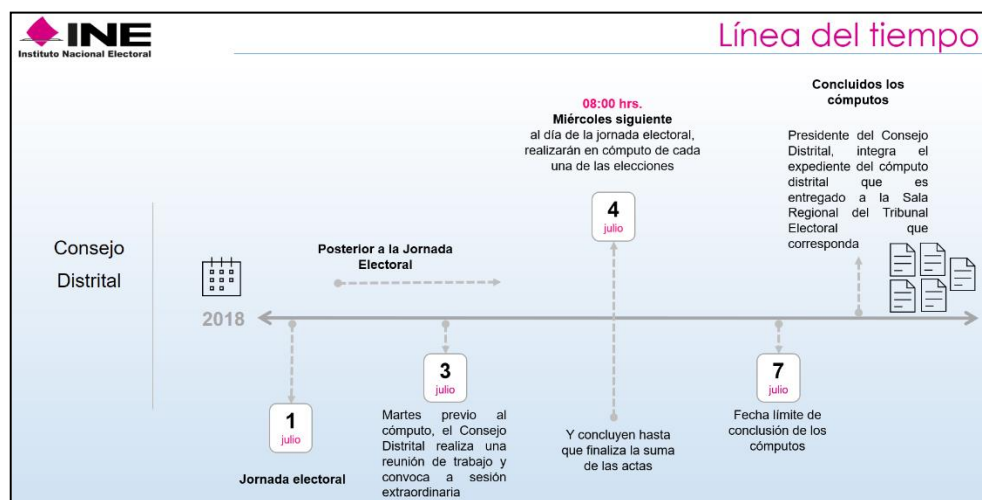 INE
Instituto Nacional Electoral
Línea del tiempo
Consejo
Distrital
2018
1
julio
Jornada electoral
Posterior a la Jornada
Electoral
3
julio
Martes previo al
cómputo, el Consejo
Distrital realiza una
reunión de trabajo y
convoca a sesión
extraordinaria
08:00 hrs.
Miércoles siguiente
al día de la jornada electoral,
realizarán en cómputo de cada
una de las elecciones
4
julio
Y concluyen hasta
que finaliza la suma
de las actas
7
julio
Fecha límite de
conclusión de los
cómputos
Concluidos los
cómputos
Presidente del Consejo
Distrital, integra el
expediente del cómputo
distrital que es
entregado a la Sala
Regional del Tribunal
Electoral que
corresponda